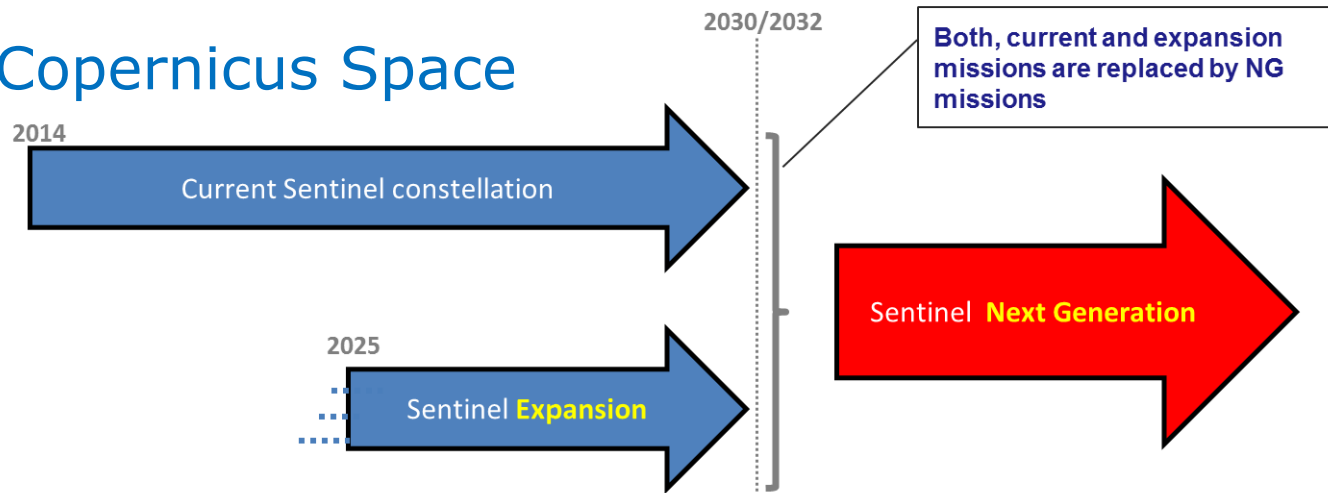 2030/2032
Both, current and expansion
missions are replaced by NG
missions
Copernicus Space
2014
Current Sentinel constellation
Sentinel Next Generation
2025
Sentinel Expansion